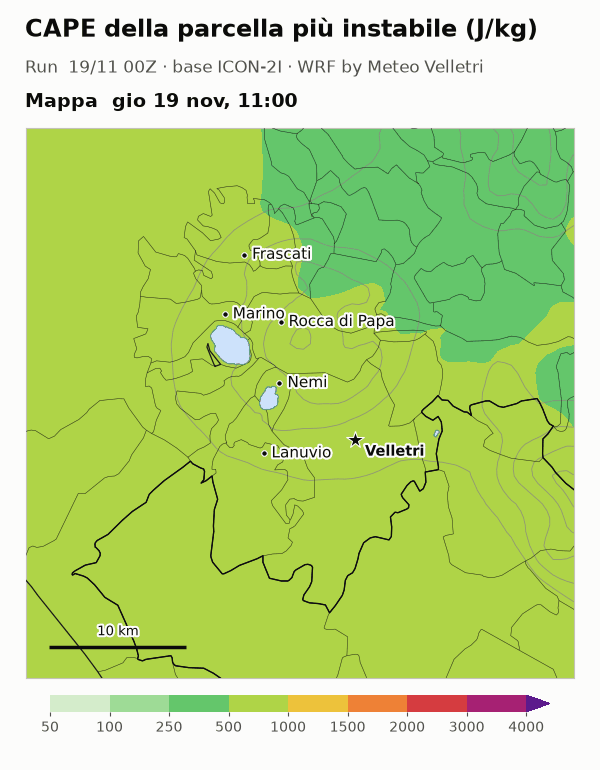 CAPE della parcella più instabile (J/kg)
Run 19/11 00Z · base ICON-2I · WRF by Meteo Velletri
Mappa gio 19 nov, 11:00
Frascati
Marino
Rocca di Papa
Nemi
Velletri
Lanuvio
10 km
50 100 250 500 1000 1500 2000 3000 4000